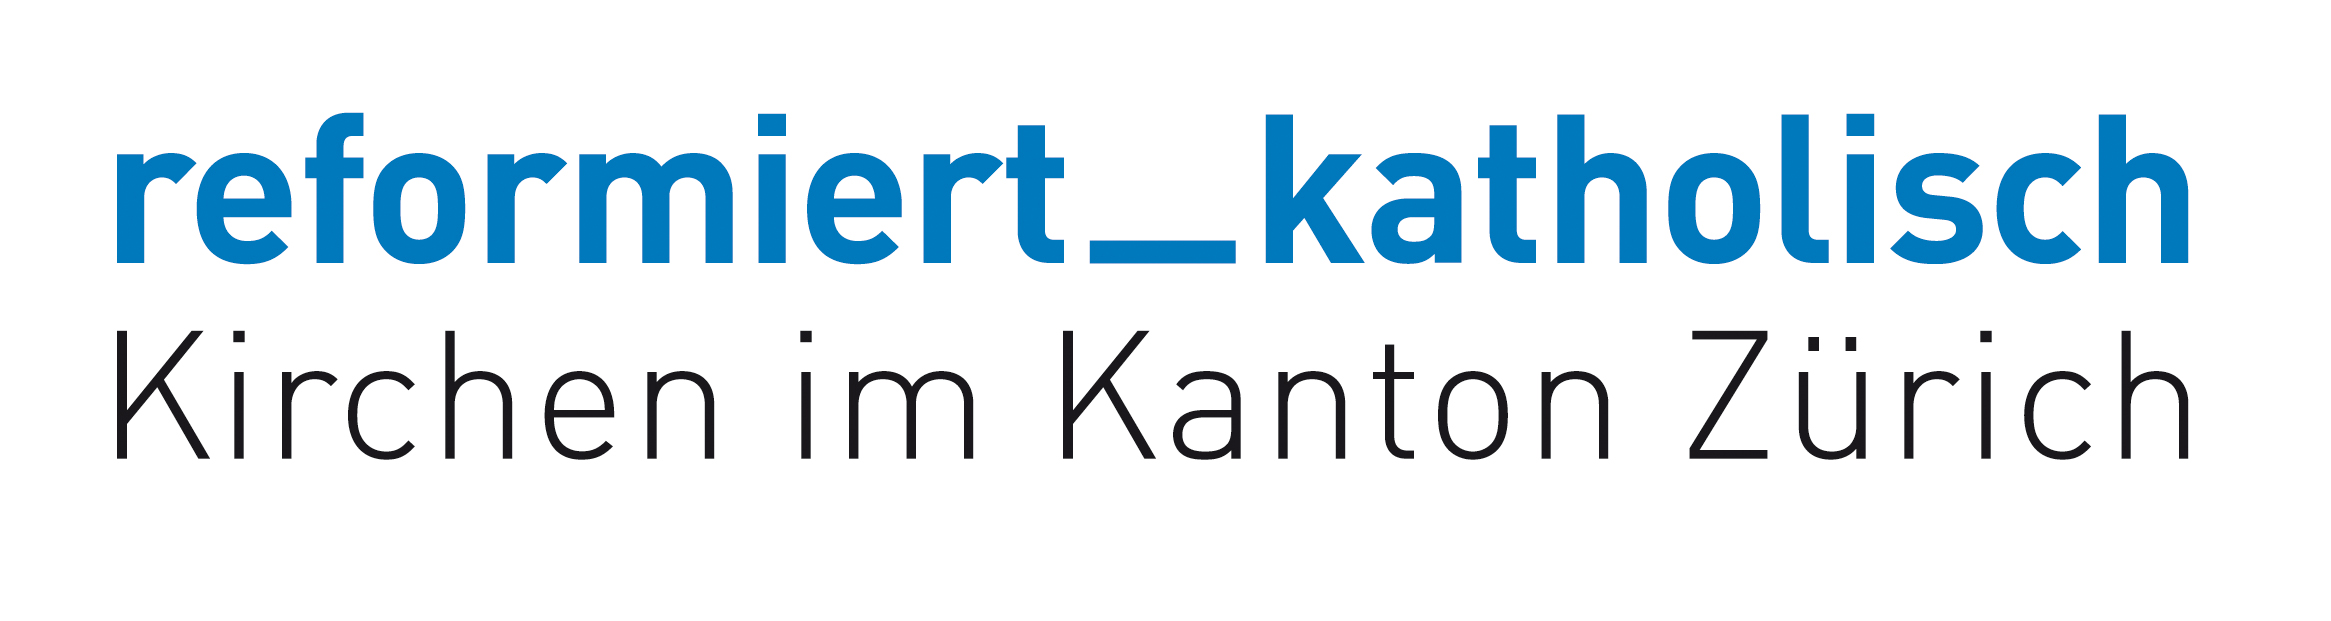 reformiert_katholisch
Kirchen im Kanton Zürich